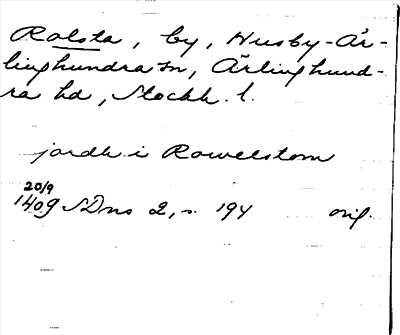 Rolsta, by, Husby-Är-
linghundra sn, Ärlinghund-
ra hd, Stockh. l.
jordh i Rowelstom
20/9
1409 SDns 2, s. 194 orig.